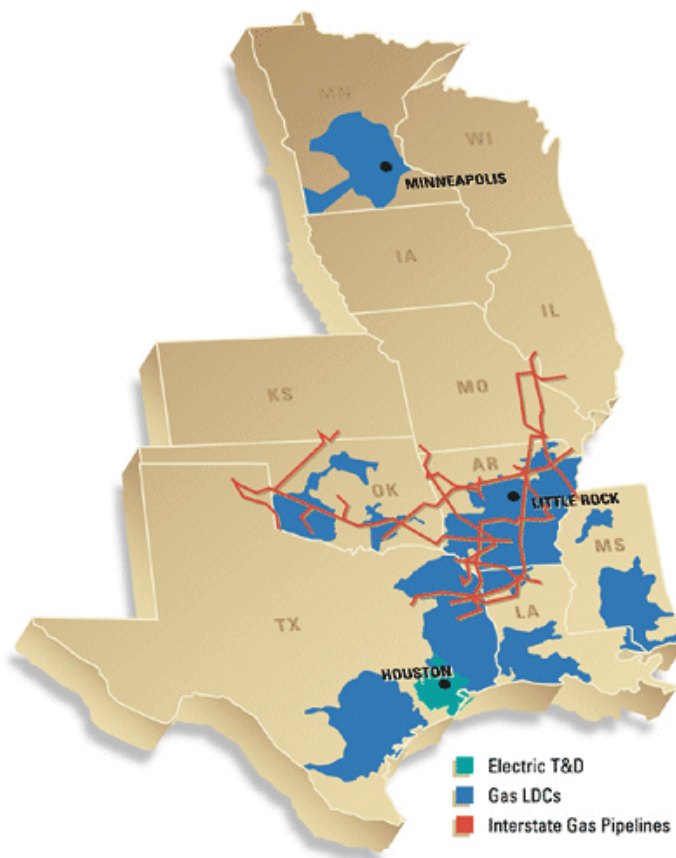 MN
WI
MINNEAPOLIS
IA
IL
KS
MO
OK
AR
LITTLE ROCK
MS
TX
LA
HOUSTON
Electric T&D
Gas LDCs
Interstate Gas Pipelines